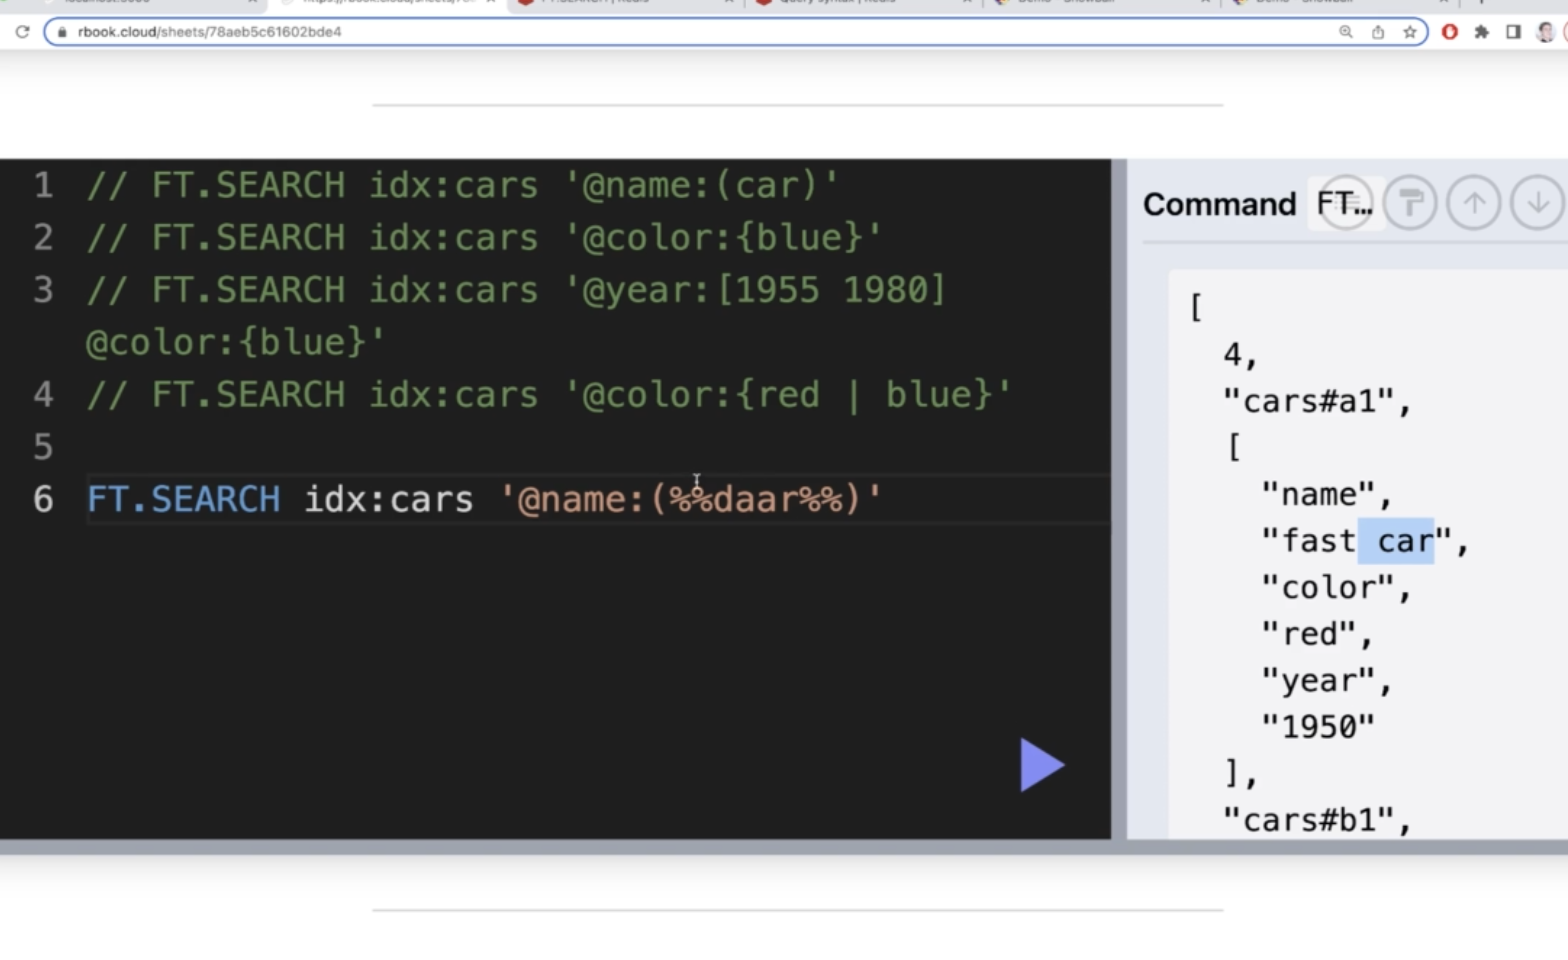 rbook.cloud/sheets/78aeb5c61602bde4
1 // FT.SEARCH idx:cars '@name:(car)'
2 // FT.SEARCH idx:cars '@color:{blue}'
3 // FT.SEARCH idx:cars '@year:[1955 1980]
@color:{blue}'
4 // FT.SEARCH idx:cars '@color:{red | blue}'
5
6 FT.SEARCH idx:cars '@name:(%%daar%%)'
Command FT…
[
4,
"cars#a1",
[
"name",
"fast car",
"color",
"red",
"year",
"1950"
],
"cars#b1",